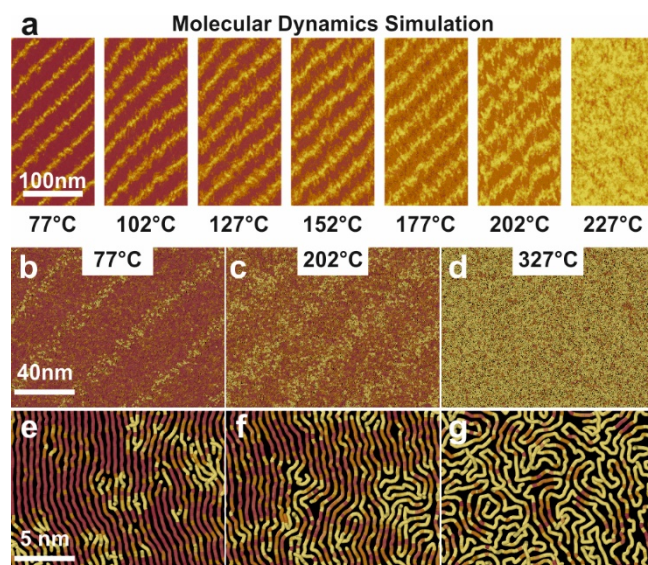 a Molecular Dynamics Simulation
100nm
77°C 102°C 127°C 152°C 177°C 202°C 227°C
b 77°C c 202°C d 327°C
40nm
e f g
5 nm